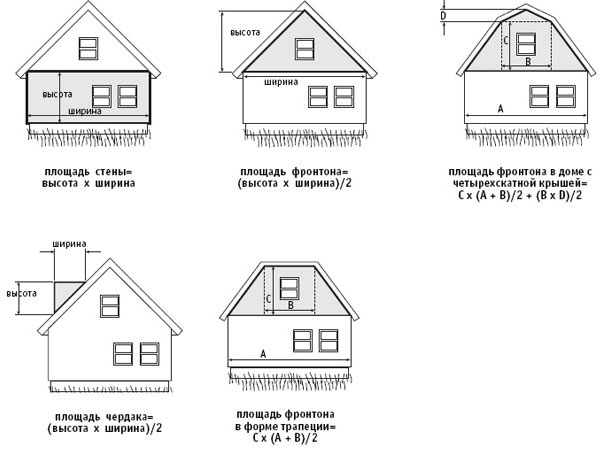 высота
ширина
площадь стены=
высота х ширина
высота
ширина
площадь фронтона=
(высота х ширина)/2
D
C
B
A
площадь фронтона в доме с
четырехскатной крышей=
С х (А + В)/2 + (В х D)/2
ширина
высота
площадь чердака=
(высота х ширина)/2
C
B
A
площадь фронтона
в форме трапеции=
С х (А + В)/2